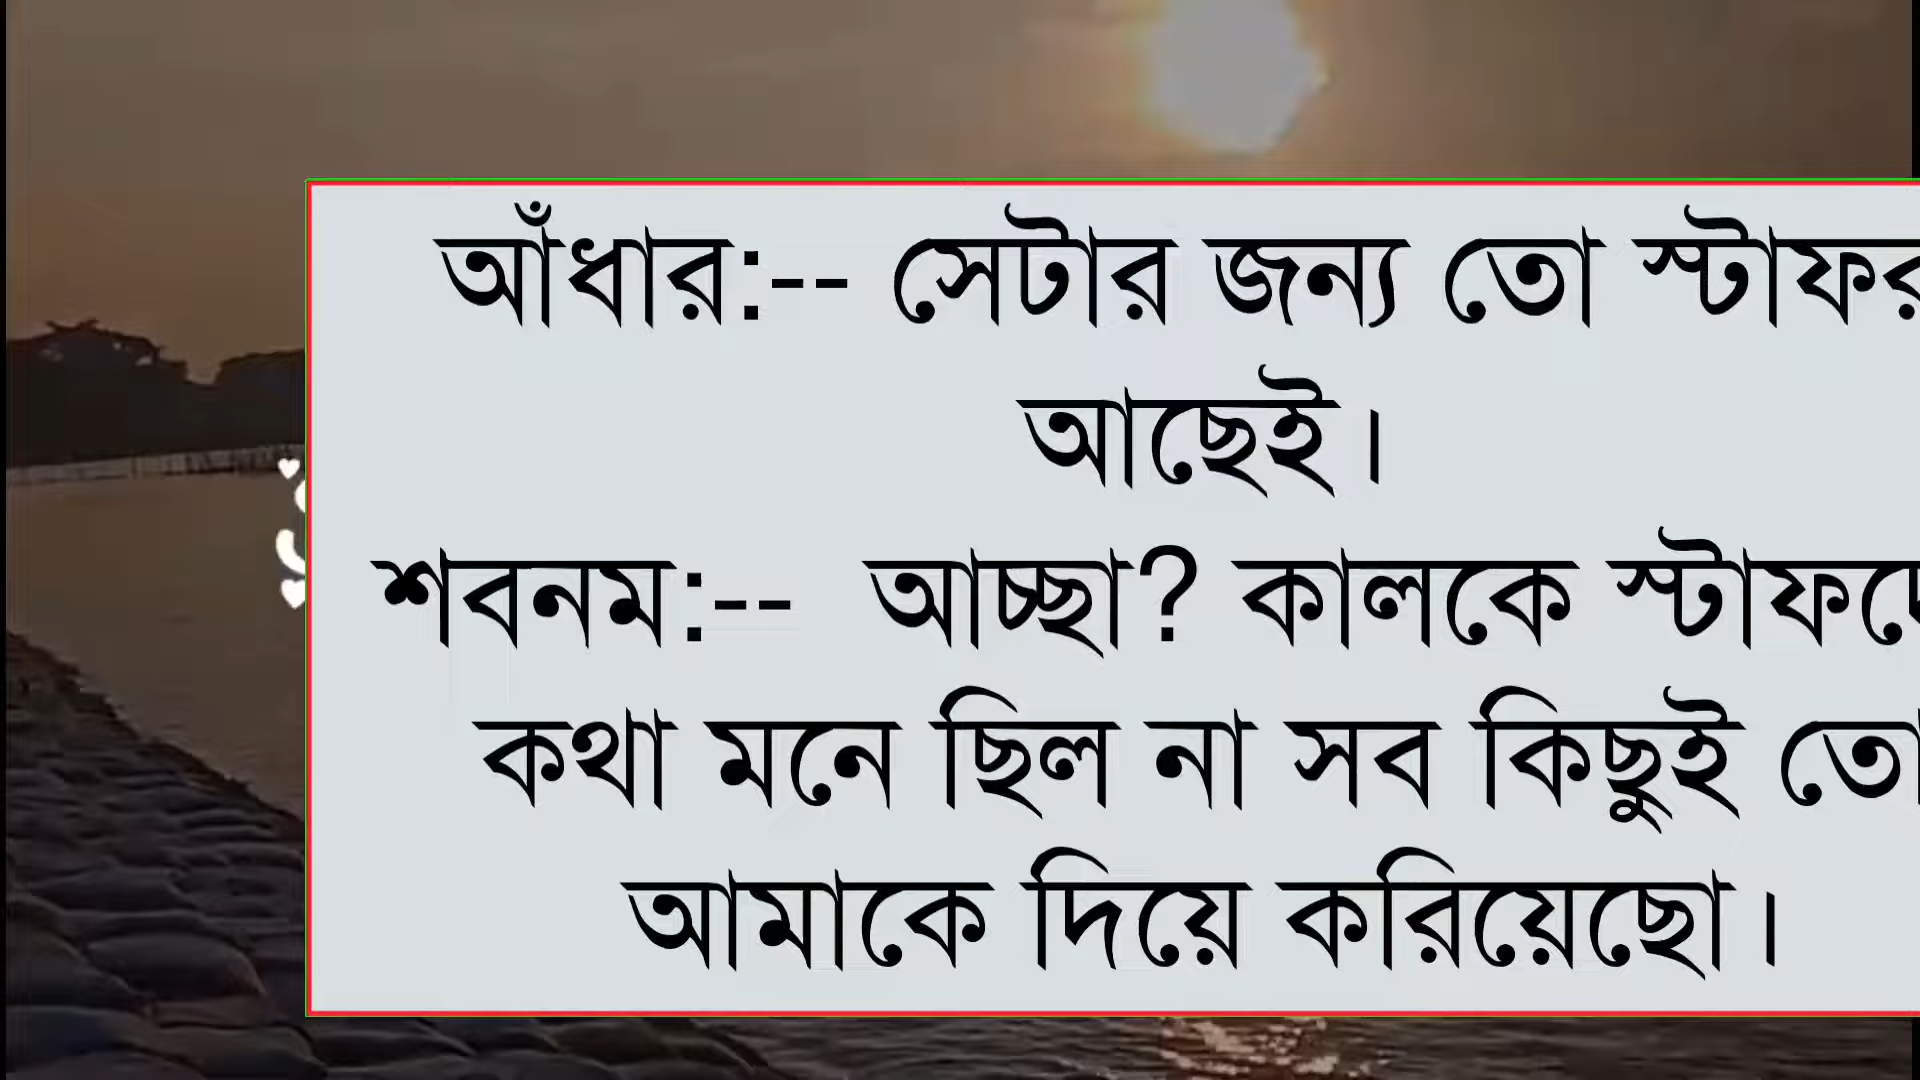 আঁধার:-- সেটার জন্য তো স্টাফরা
আছেই।
শবনম:-- আচ্ছা? কালকে স্টাফদের
কথা মনে ছিল না সব কিছুই তো
আমাকে দিয়ে করিয়েছো।